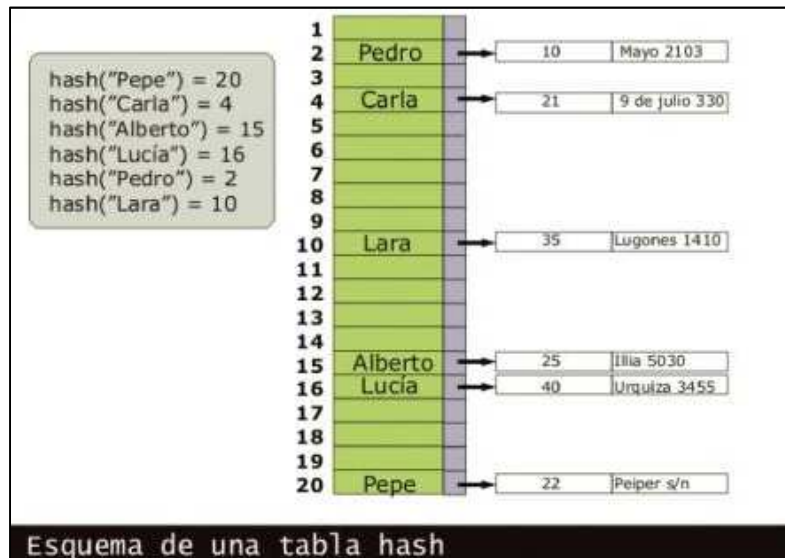 hash("Pepe") = 20
hash("Carla") = 4
hash("Alberto") = 15
hash("Lucía") = 16
hash("Pedro") = 2
hash("Lara") = 10
1
2 Pedro 10 Mayo 2103
3
4 Carla 21 9 de julio 330
5
6
7
8
9
10 Lara 35 Lugones 1410
11
12
13
14
15 Alberto 25 Illia 5030
16 Lucía 40 Urquiza 3455
17
18
19
20 Pepe 22 Peiper s/n
Esquema de una tabla hash